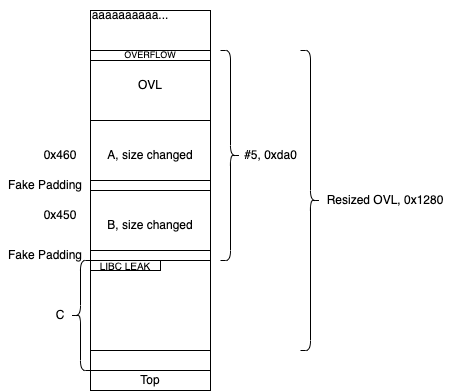 aaaaaaaaaa...
OVERFLOW
OVL
0x460
A, size changed
#5, 0xda0
Fake Padding
Resized OVL, 0x1280
0x450
B, size changed
Fake Padding
LIBC LEAK
C
Top